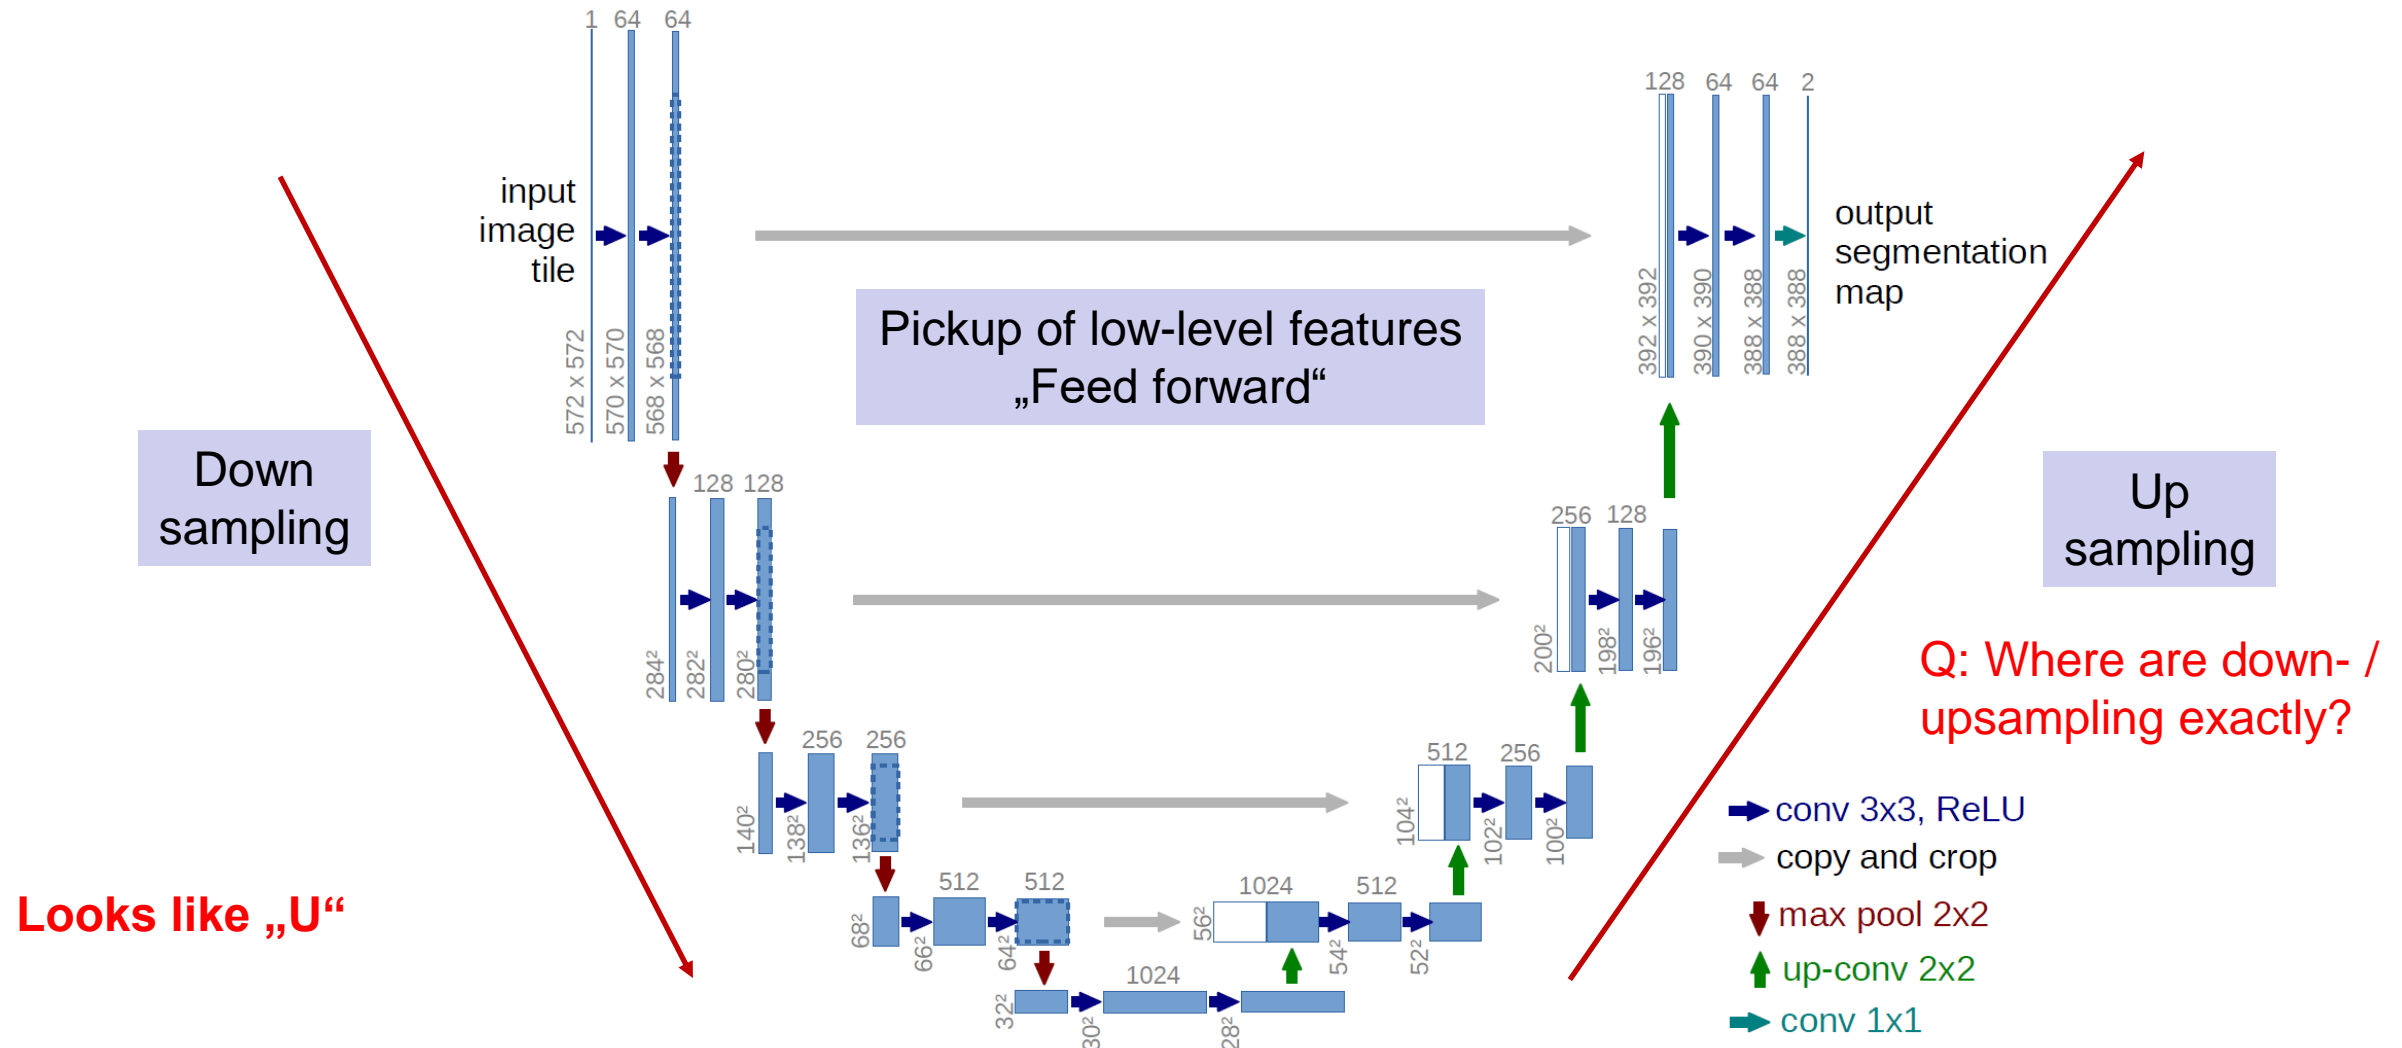 1 64 64
input
image
tile
572 x 572
570 x 570
568 x 568
128 64 64 2
392 x 392
390 x 390
388 x 388
388 x 388
output
segmentation
map
Pickup of low-level features
„Feed forward“
Down
sampling
Up
sampling
128 128
284²
282²
280²
256 128
200²
198²
196²
Q: Where are down- /
upsampling exactly?
256 256
140²
138²
136²
512 256
104²
102²
100²
Looks like „U“
512 512
68²
66²
64²
1024 512
56²
54²
52²
1024
32²
30²
28²
conv 3x3, ReLU
copy and crop
max pool 2x2
up-conv 2x2
conv 1x1